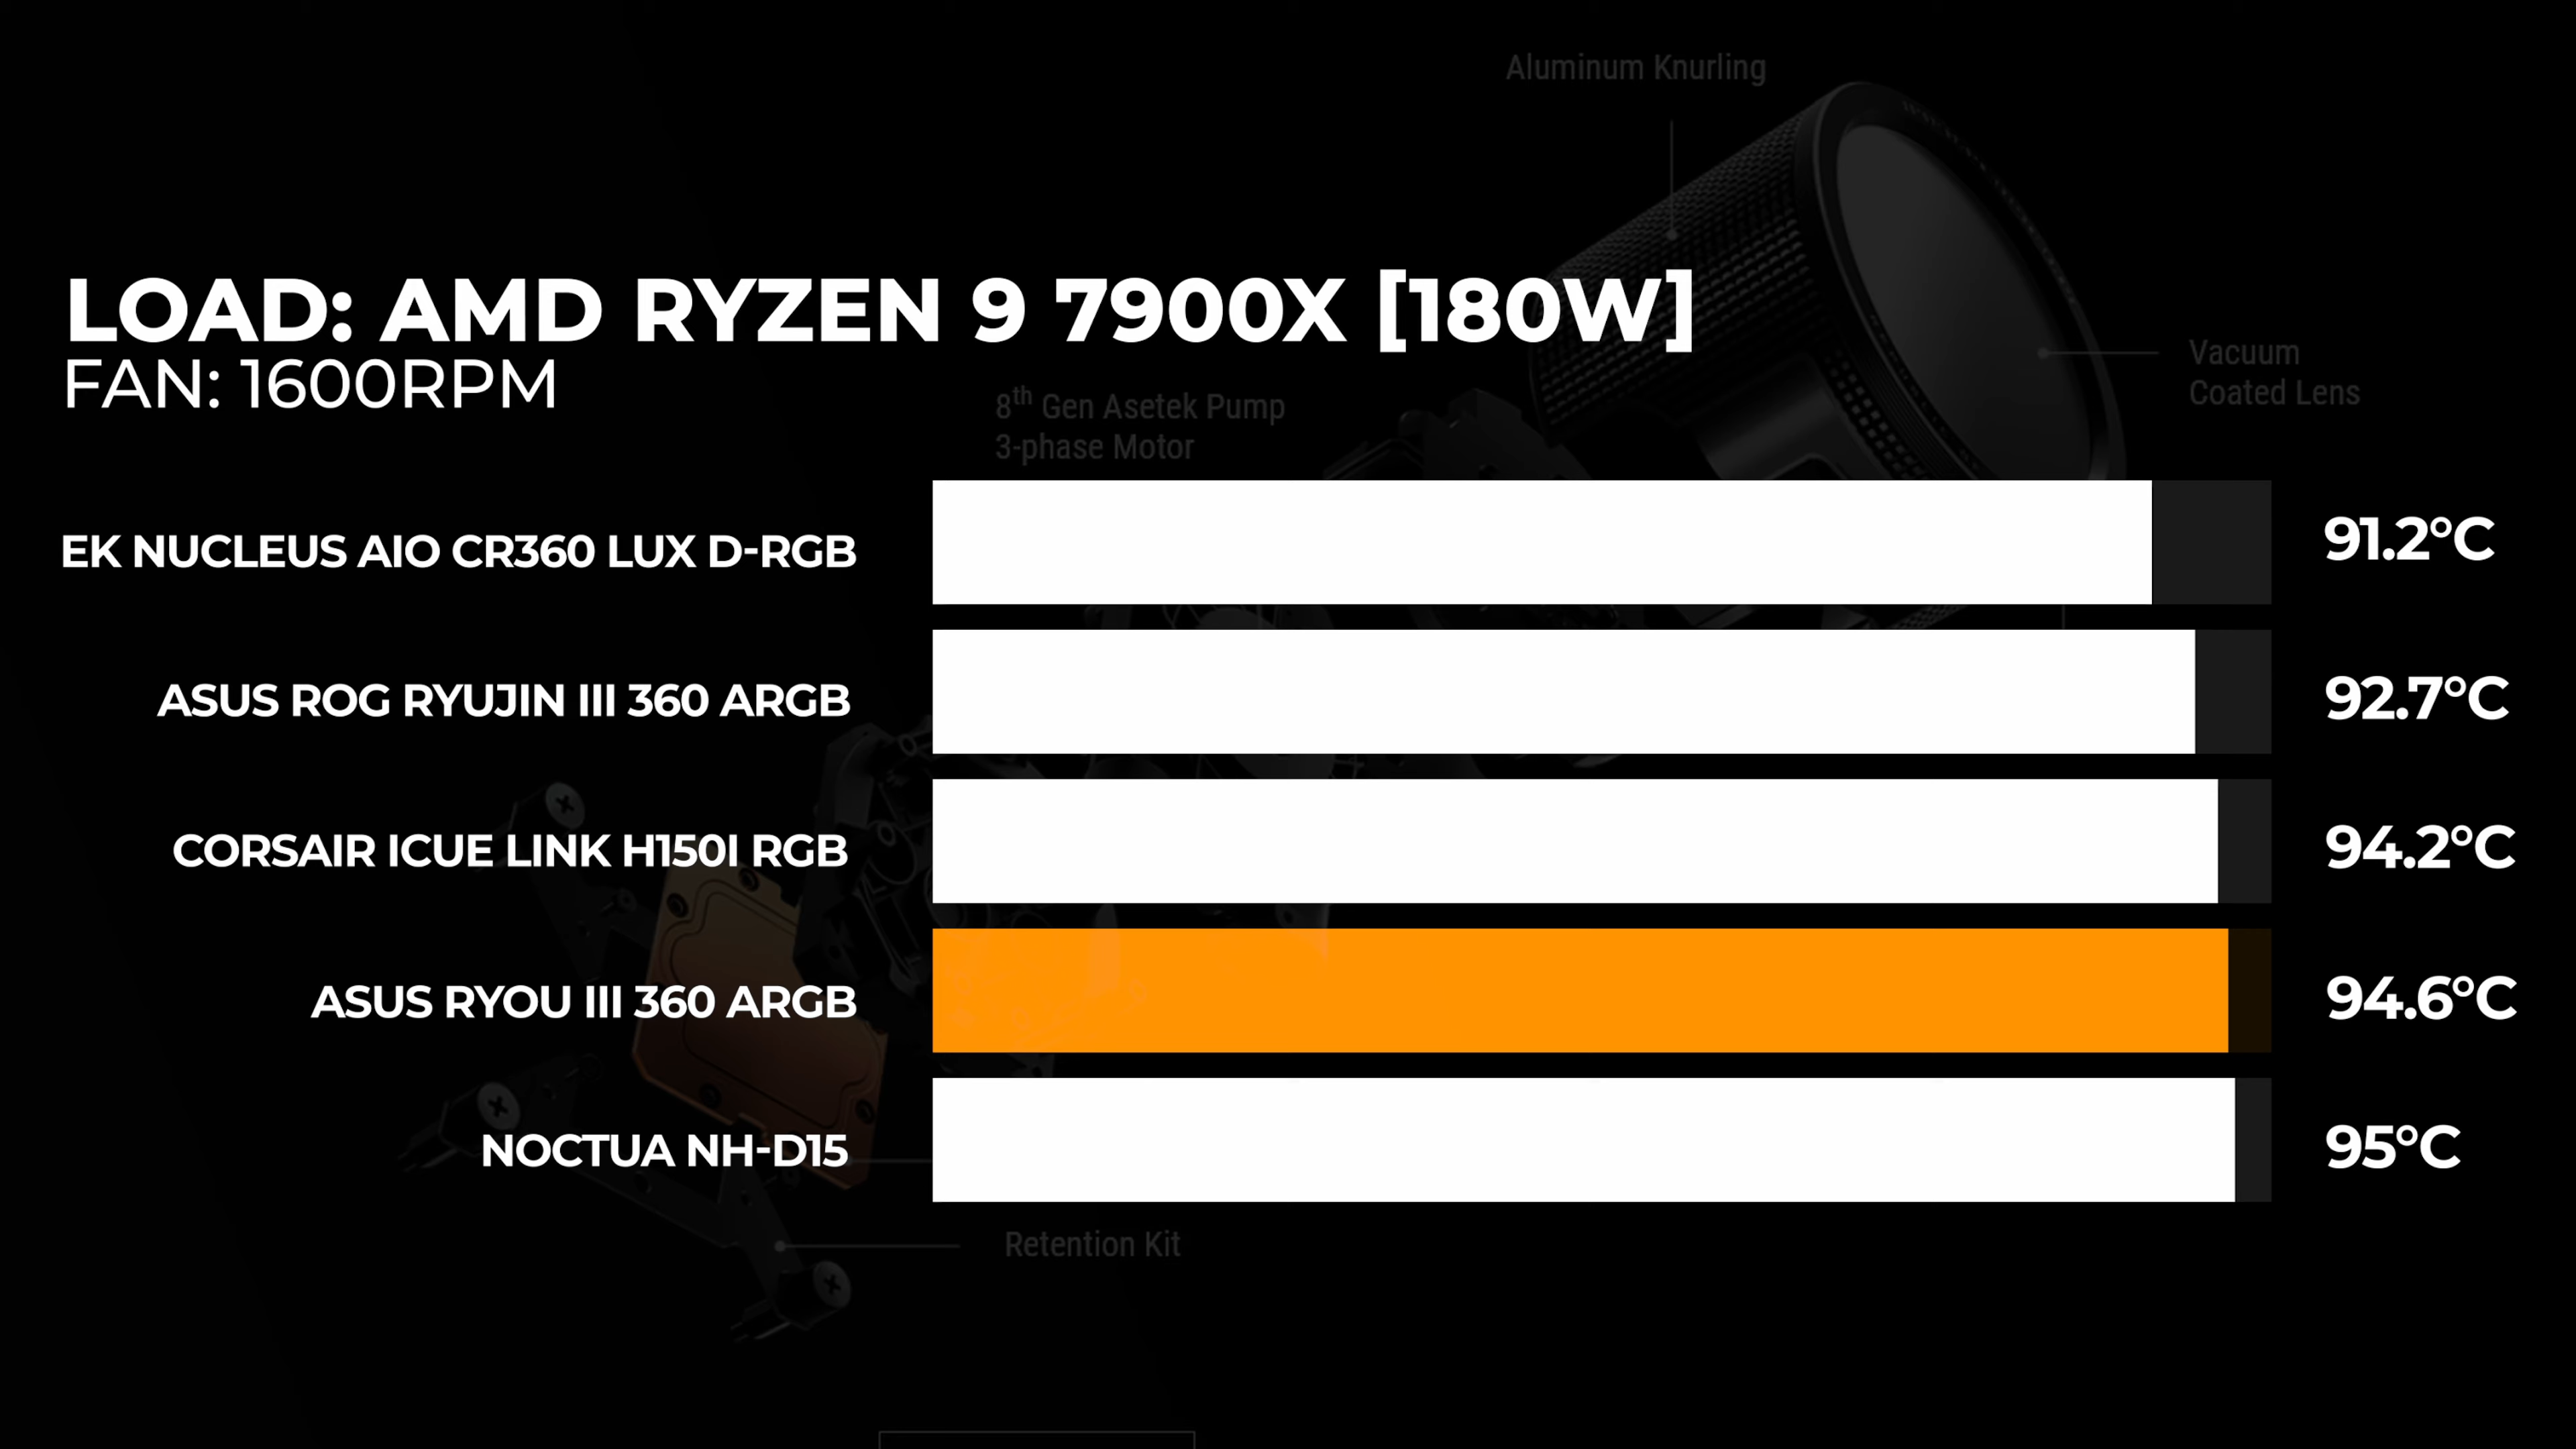 Aluminum Knurling
LOAD: AMD RYZEN 9 7900X [180W]
FAN: 1600RPM
Vacuum
Coated Lens
8th Gen Asetek Pump
3-phase Motor
EK NUCLEUS AIO CR360 LUX D-RGB 91.2°C
ASUS ROG RYUJIN III 360 ARGB 92.7°C
CORSAIR ICUE LINK H150I RGB 94.2°C
ASUS RYOU III 360 ARGB 94.6°C
NOCTUA NH-D15 95°C
Retention Kit